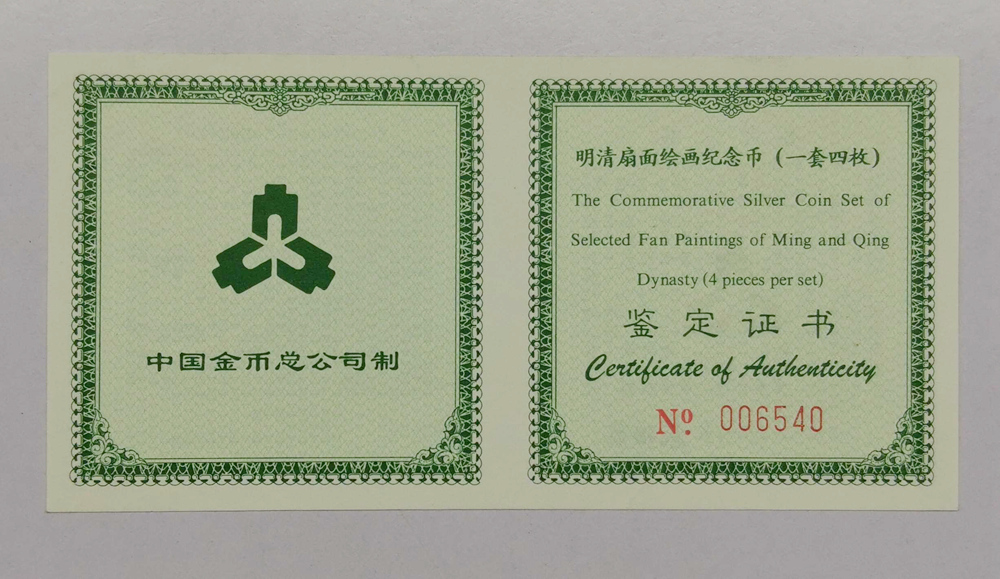 中国金币总公司制
明清扇面绘画纪念币（一套四枚）
The Commemorative Silver Coin Set of
Selected Fan Paintings of Ming and Qing
Dynasty (4 pieces per set)
鉴定证书
Certificate of Authenticity
Nº. 006540